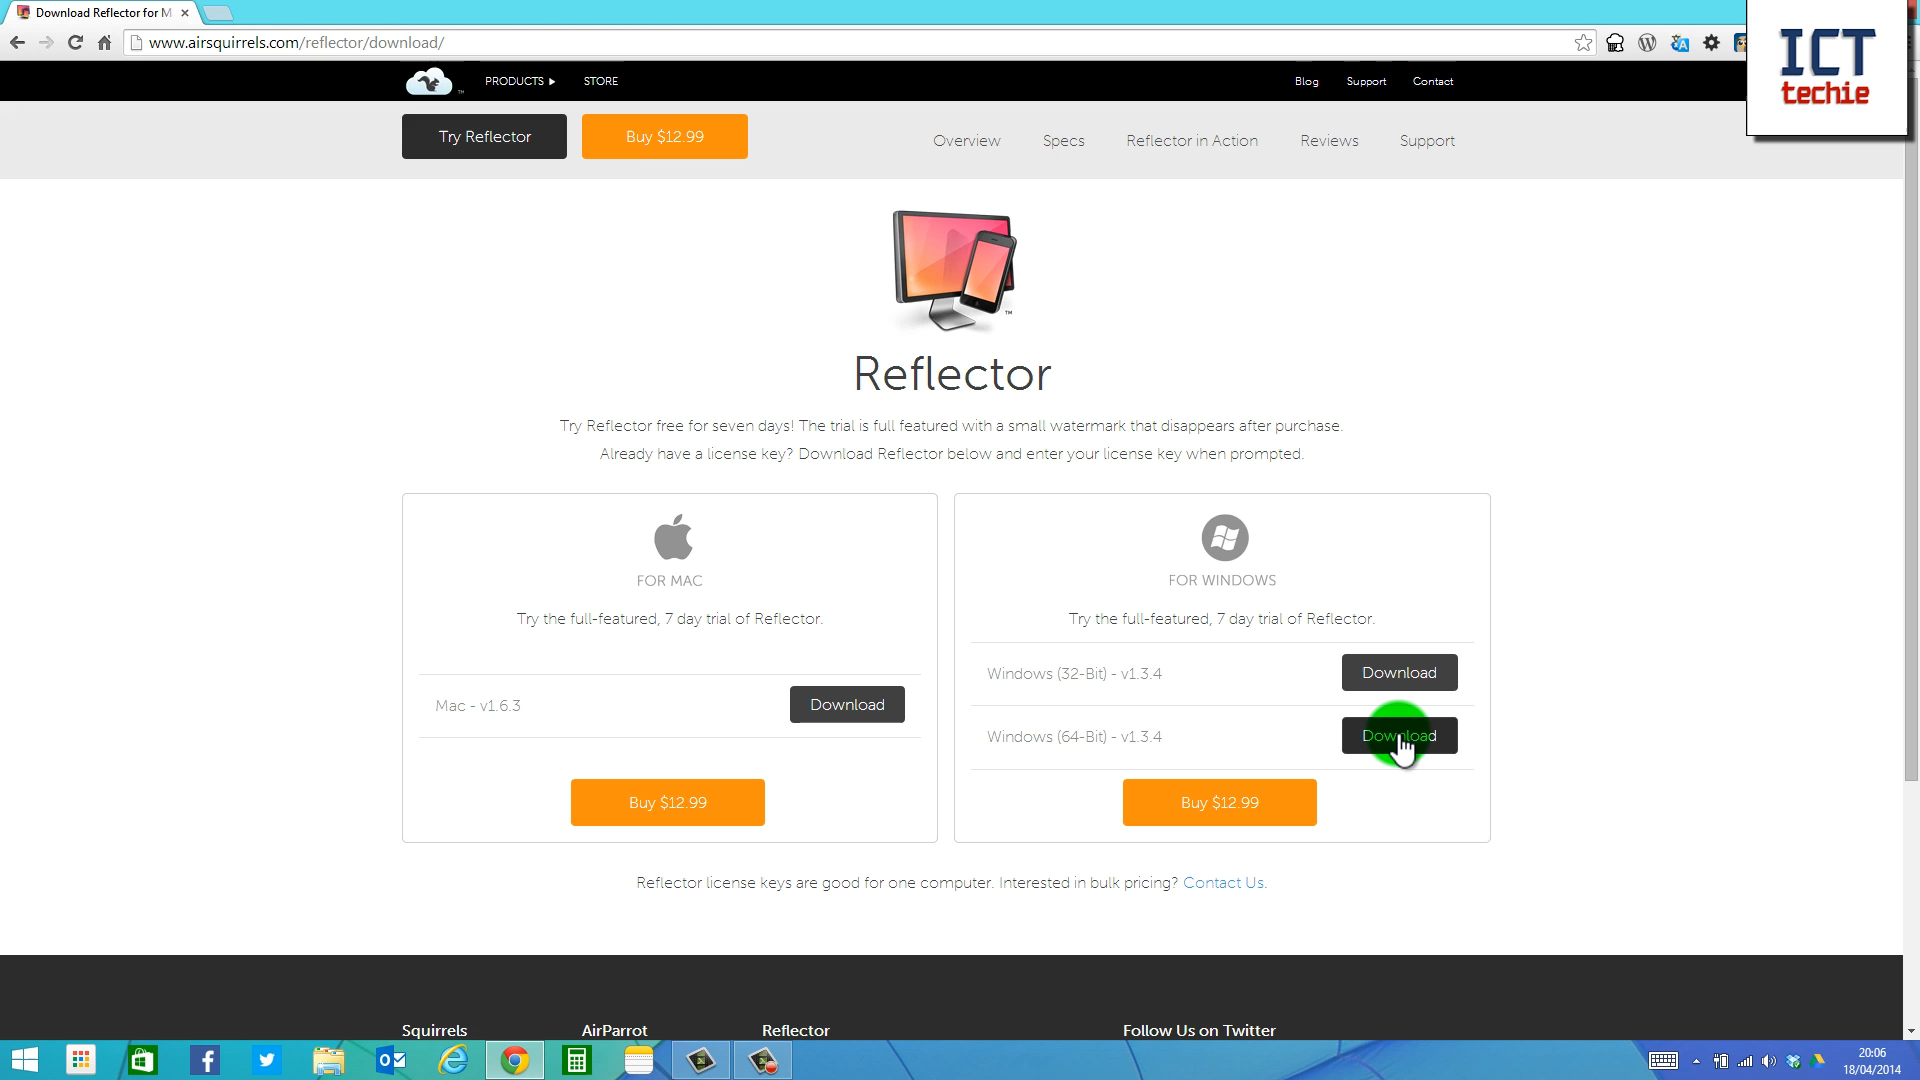 Download Reflector for M
www.airsquirrels.com/reflector/download/
ICT
techie
PRODUCTS
STORE
Blog
Support
Contact
Try Reflector
Buy $12.99
Overview
Specs
Reflector in Action
Reviews
Support
TM
Reflector
Try Reflector free for seven days! The trial is full featured with a small watermark that disappears after purchase.
Already have a license key? Download Reflector below and enter your license key when prompted.
FOR MAC
Try the full-featured, 7 day trial of Reflector.
Mac - v1.6.3
Download
Buy $12.99
FOR WINDOWS
Try the full-featured, 7 day trial of Reflector.
Windows (32-Bit) - v1.3.4
Download
Windows (64-Bit) - v1.3.4
Download
Buy $12.99
Reflector license keys are good for one computer. Interested in bulk pricing? Contact Us.
Squirrels
AirParrot
Reflector
Follow Us on Twitter
20:06
18/04/2014